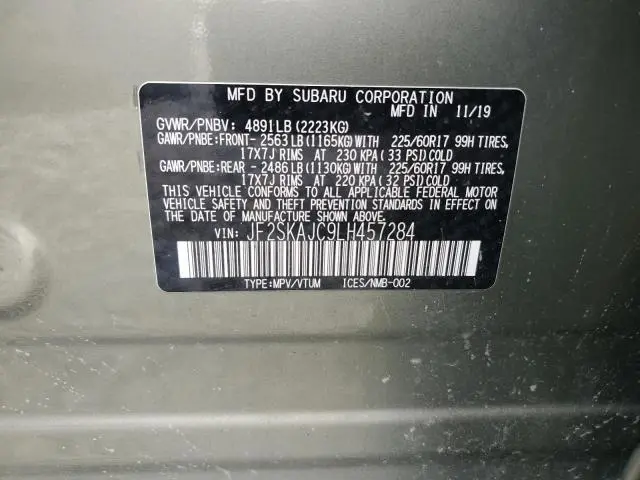 MFD BY SUBARU CORPORATION
MFD IN 11/19
GVWR/PNBV: 4891LB (2223KG)
GAWR/PNBE:FRONT- 2563 LB (1165KG)WITH 225/60R17 99H TIRES,
17X7J RIMS AT 230 KPA ( 33 PSI) COLD
GAWR/PNBE:REAR - 2486 LB (1130KG)WITH 225/60R17 99H TIRES,
17X7J RIMS AT 220 KPA ( 32 PSI) COLD
THIS VEHICLE CONFORMS TO ALL APPLICABLE FEDERAL MOTOR
VEHICLE SAFETY AND THEFT PREVENTION STANDARDS IN EFFECT
ON THE DATE OF MANUFACTURE SHOWN ABOVE.
VIN: JF2SKAJC9LH457284
TYPE:MPV/VTUM ICES/NMB-002